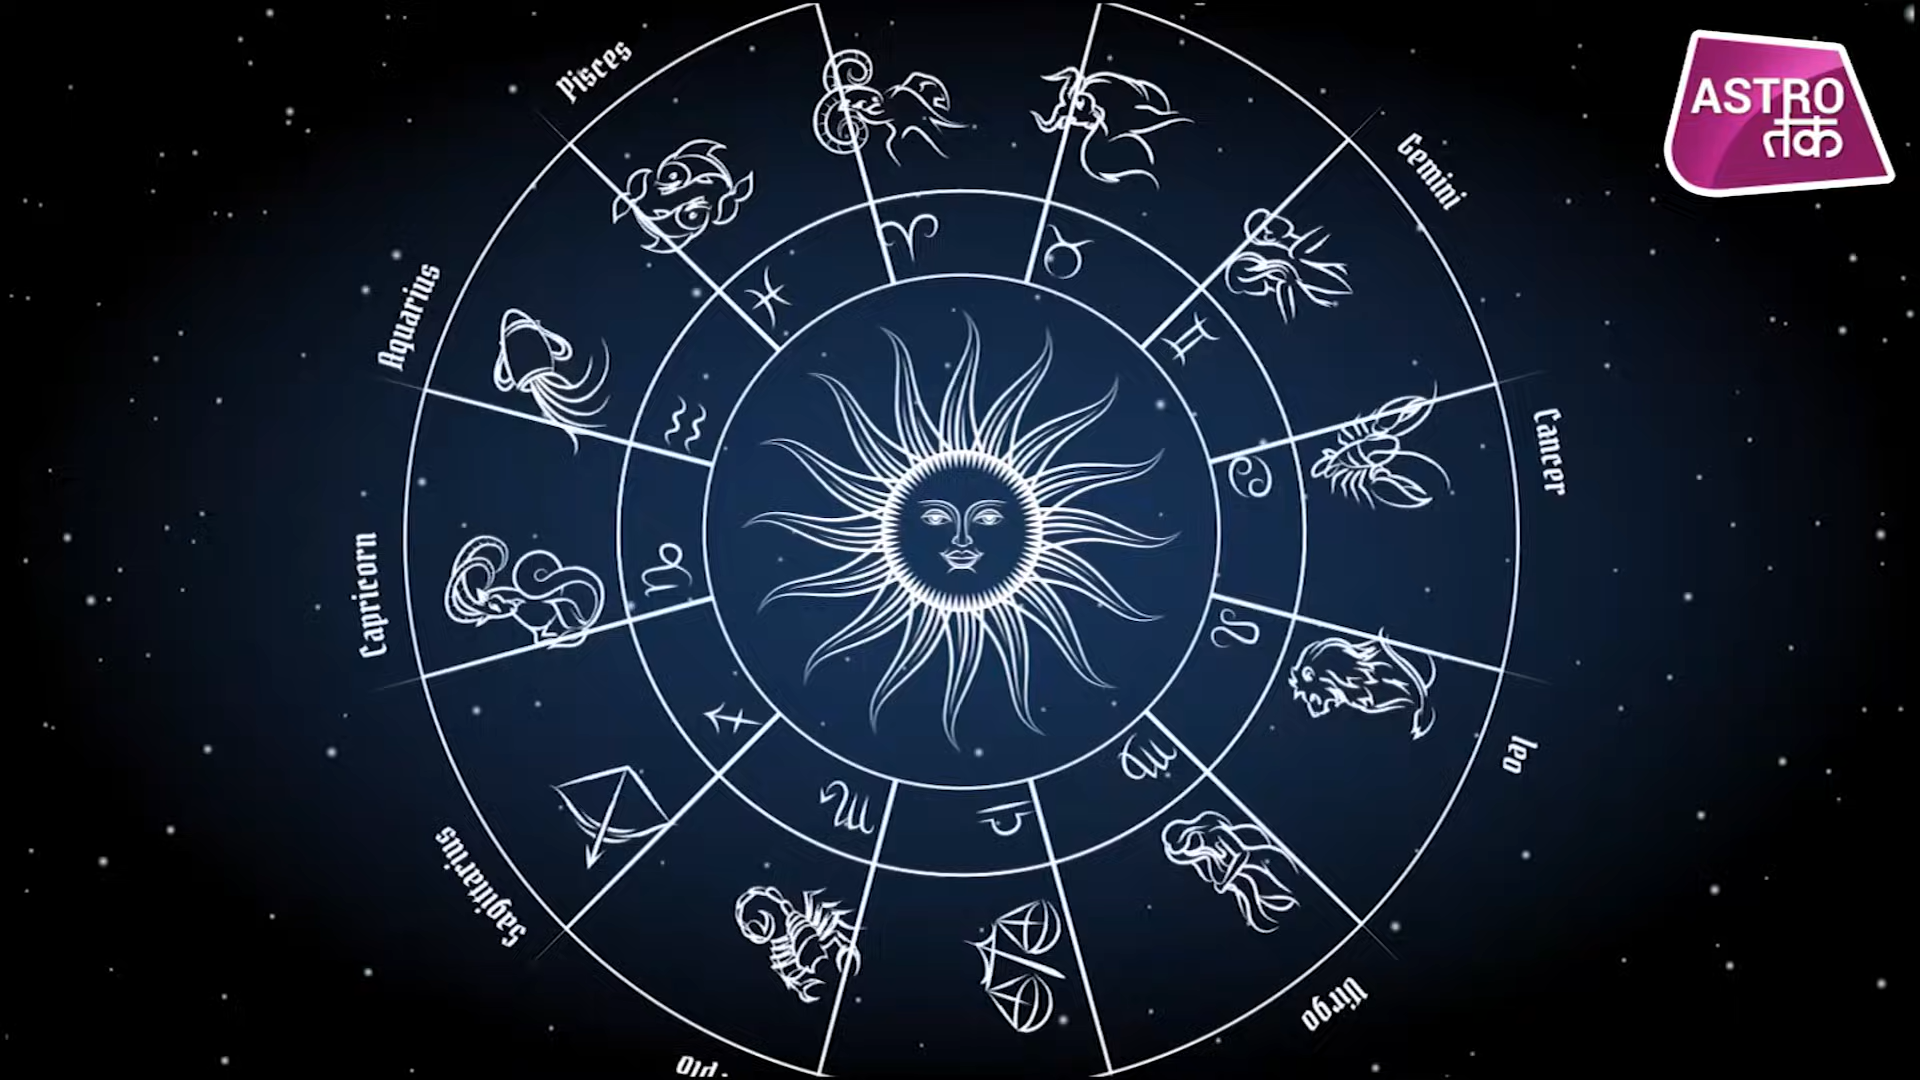 Pisces
ASTRO
तक
Gemini
Aquarius
Cancer
Capricorn
Leo
Sagittarius
Virgo